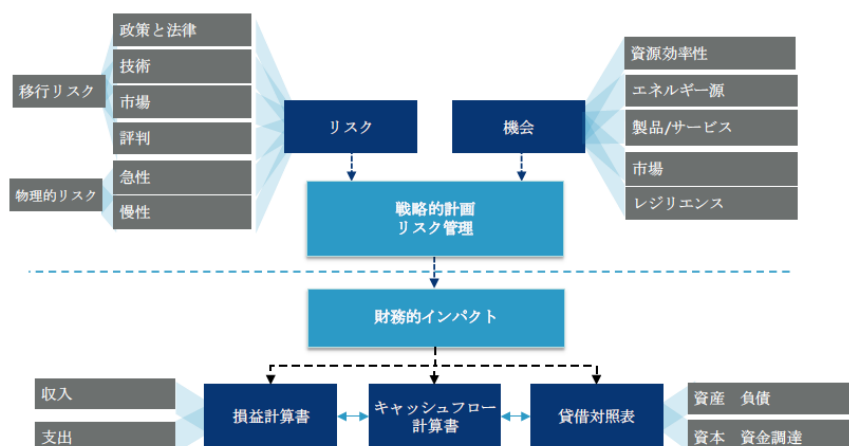 政策と法律
技術
移行リスク
市場
評判
物理的リスク
急性
慢性
リスク
機会
資源効率性
エネルギー源
製品/サービス
市場
レジリエンス
戦略的計画
リスク管理
財務的インパクト
収入
支出
損益計算書
キャッシュフロー
計算書
貸借対照表
資産 負債
資本 資金調達